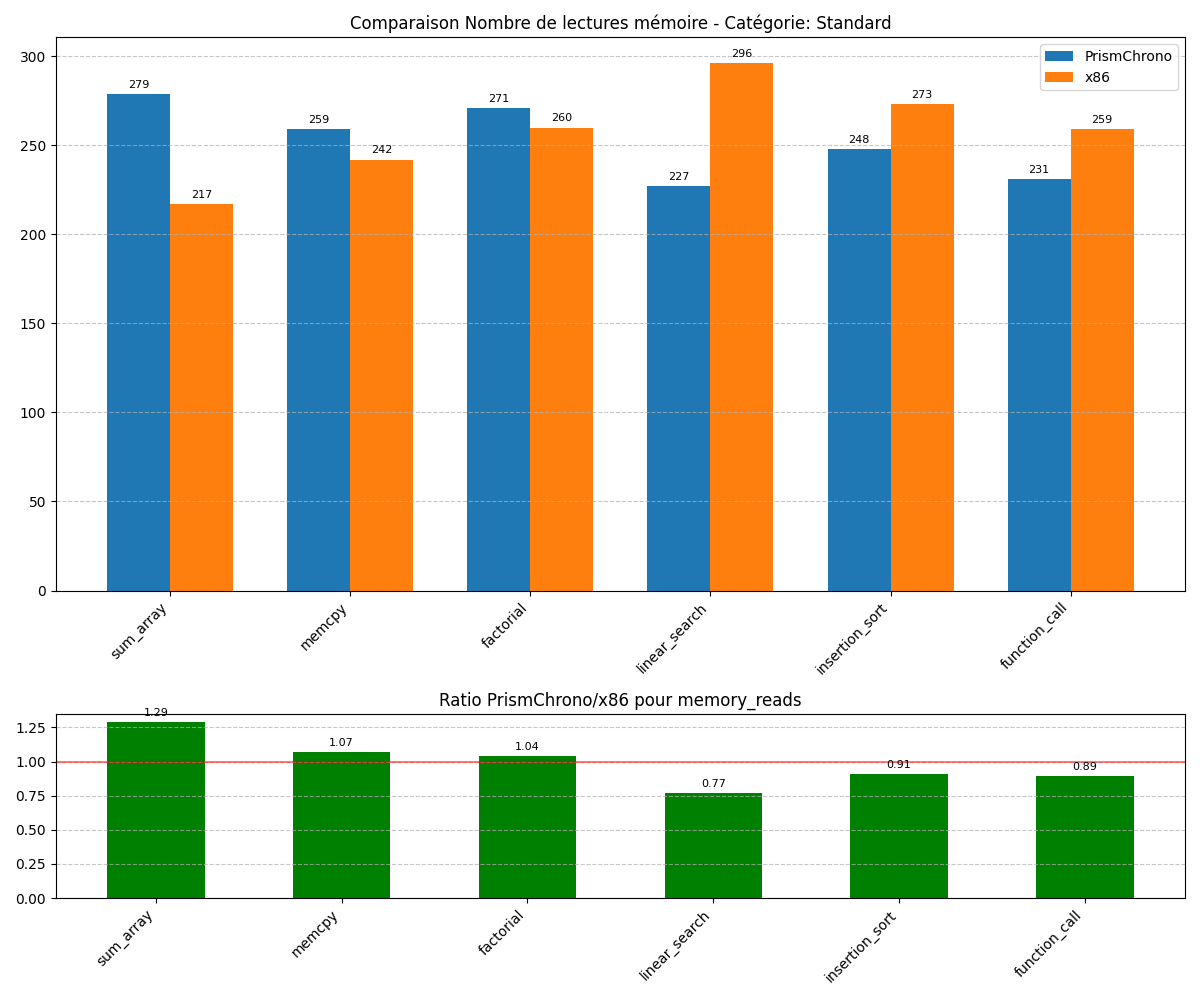 Comparaison Nombre de lectures mémoire - Catégorie: Standard
300
250
200
150
100
50
0
279
217
259
242
271
260
227
296
248
273
231
259
PrismChrono
x86
sum_array
memcpy
factorial
linear_search
insertion_sort
function_call
Ratio PrismChrono/x86 pour memory_reads
1.25
1.00
0.75
0.50
0.25
0.00
1.29
1.07
1.04
0.77
0.91
0.89
sum_array
memcpy
factorial
linear_search
insertion_sort
function_call